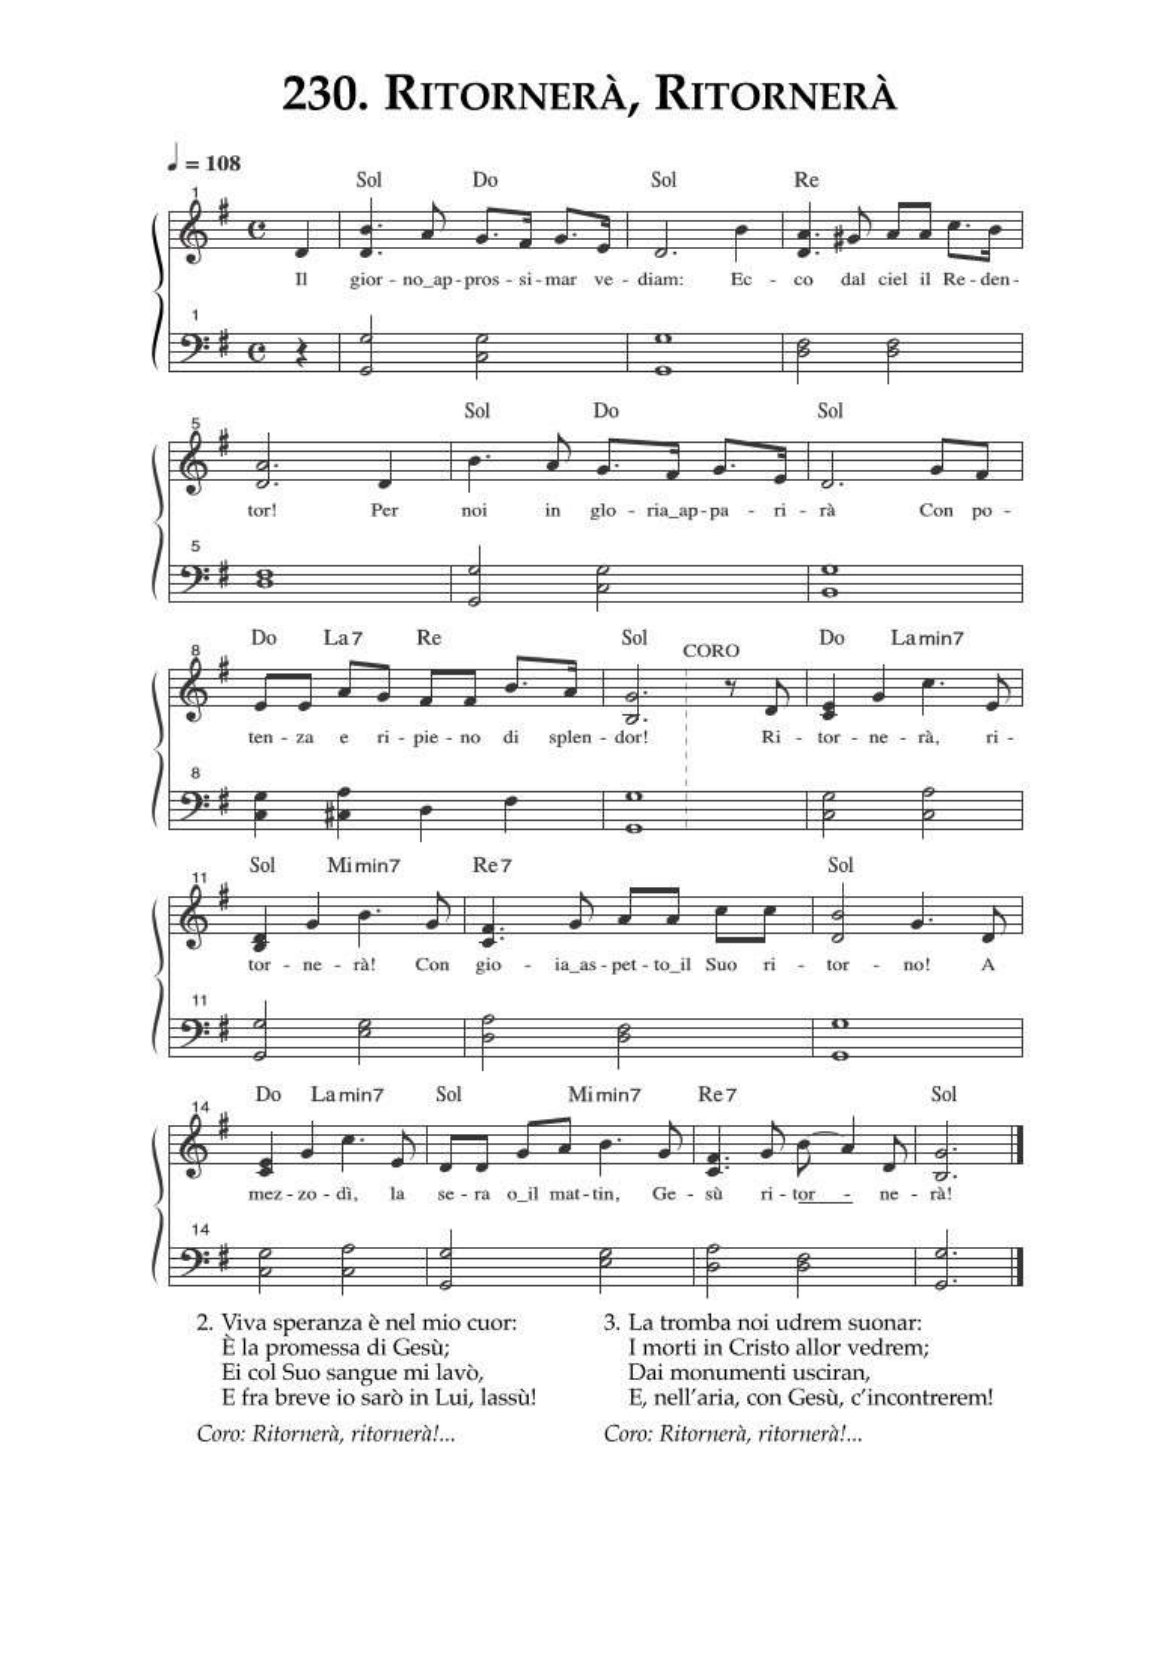 230. RITORNERÀ, RITORNERÀ
= 108
Sol Do Sol Re
1
Il gior - no_ap - pros - si - mar ve - diam: Ec - co dal ciel il Re - den -
1
Sol Do Sol
5
tor! Per noi in glo - ria_ap - pa - ri - rà Con po -
5
Do La7 Re Sol CORO Do Lamin7
8
ten - za e ri - pie - no di splen - dor! Ri - tor - ne - rà, ri -
8
Sol Mimin7 Re7 Sol
11
tor - ne - rà! Con gio - ia_as - pet - to_il Suo ri - tor - no! A
11
Do Lamin7 Sol Mimin7 Re7 Sol
14
mez - zo - dì, la se - ra o_il mat - tin, Ge - sù ri - tor - ne - rà!
14
2. Viva speranza è nel mio cuor:
È la promessa di Gesù;
Ei col Suo sangue mi lavò,
E fra breve io sarò in Lui, lassù!
Coro: Ritornerà, ritornerà!...
3. La tromba noi udrem suonar:
I morti in Cristo allor vedrem;
Dai monumenti usciran,
E, nell'aria, con Gesù, c'incontrerem!
Coro: Ritornerà, ritornerà!...